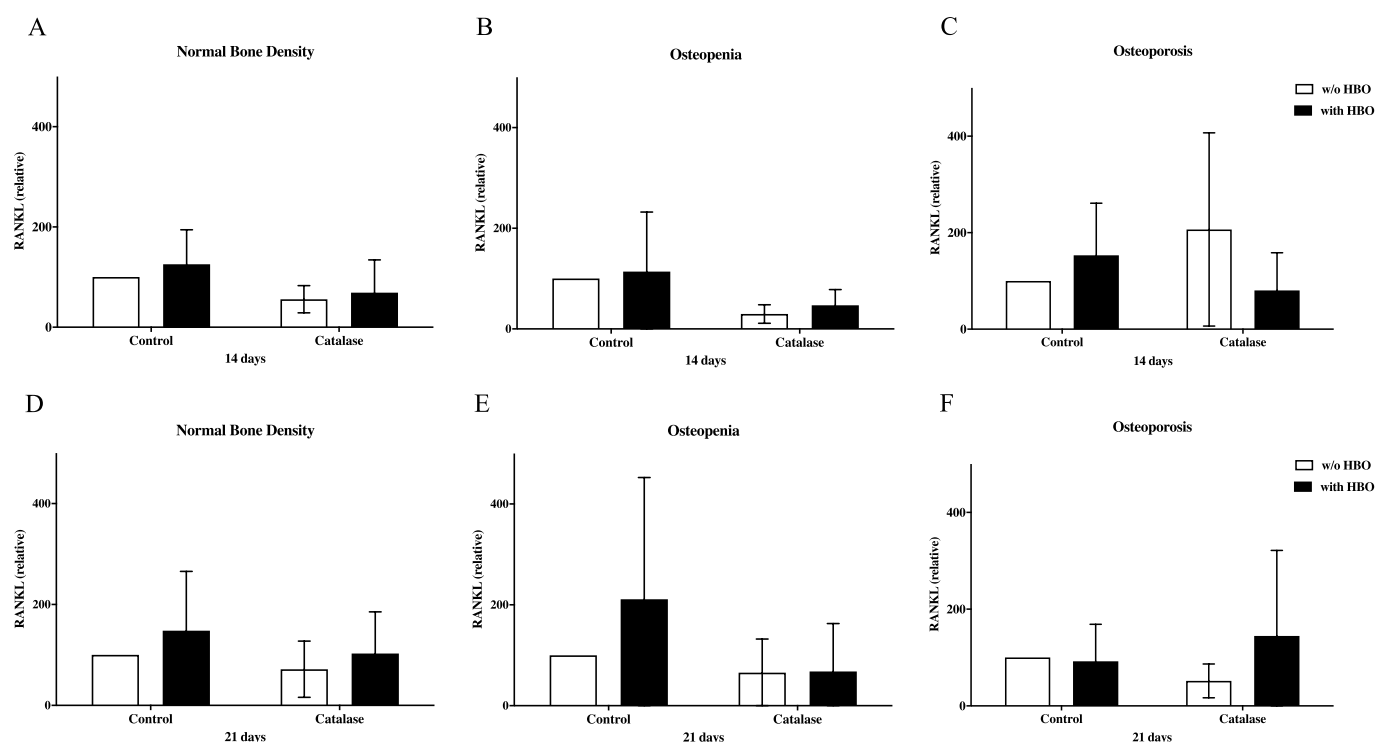 A
Normal Bone Density
RANKL (relative)
400
200
0
Control
Catalase
14 days
B
Osteopenia
RANKL (relative)
400
200
0
Control
Catalase
14 days
C
Osteoporosis
RANKL (relative)
400
200
0
Control
Catalase
14 days
w/o HBO
with HBO
D
Normal Bone Density
RANKL (relative)
400
200
0
Control
Catalase
21 days
E
Osteopenia
RANKL (relative)
400
200
0
Control
Catalase
21 days
F
Osteoporosis
RANKL (relative)
400
200
0
Control
Catalase
21 days
w/o HBO
with HBO